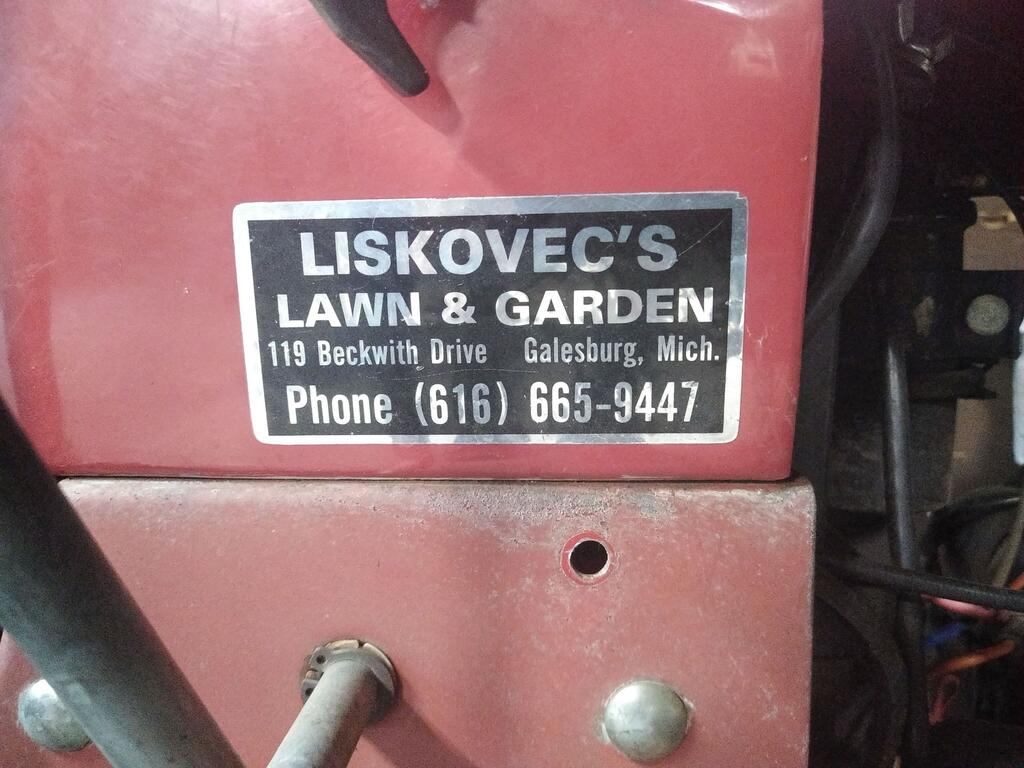 LISKOVEC'S
LAWN & GARDEN
119 Beckwith Drive Galesburg, Mich.
Phone (616) 665-9447